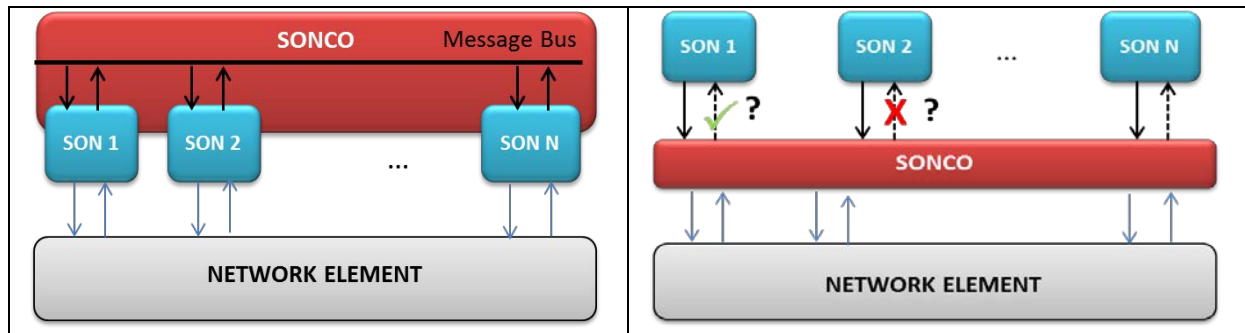 SONCO
Message Bus
SON 1
SON 2
...
SON N
NETWORK ELEMENT
SON 1
SON 2
...
SON N
?
?
SONCO
NETWORK ELEMENT